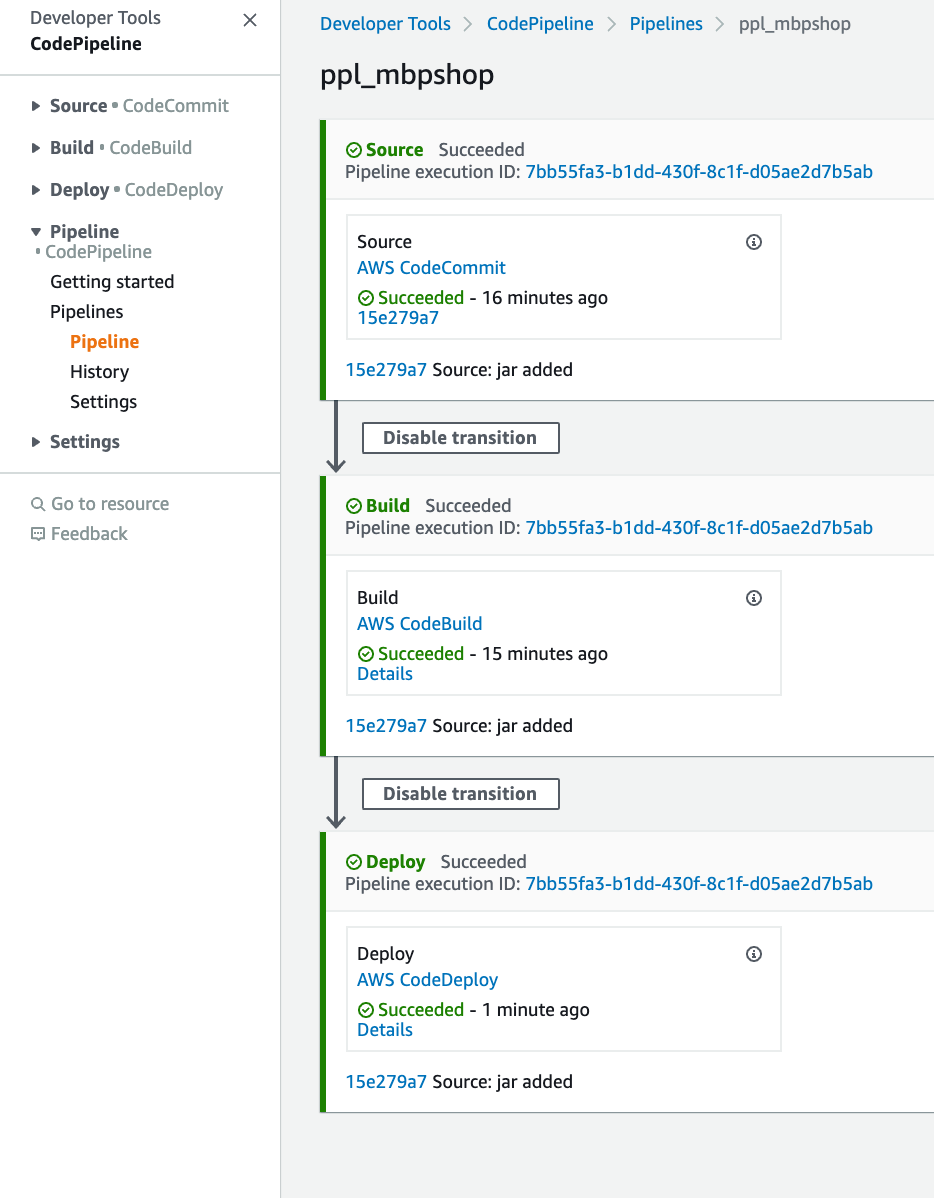 Developer Tools
CodePipeline
Source • CodeCommit
Build • CodeBuild
Deploy • CodeDeploy
Pipeline
• CodePipeline
Getting started
Pipelines
Pipeline
History
Settings
Settings
Go to resource
Feedback
Developer Tools > CodePipeline > Pipelines > ppl_mbpshop
ppl_mbpshop
Source Succeeded
Pipeline execution ID: 7bb55fa3-b1dd-430f-8c1f-d05ae2d7b5ab
Source
AWS CodeCommit
Succeeded - 16 minutes ago
15e279a7
15e279a7 Source: jar added
Disable transition
Build Succeeded
Pipeline execution ID: 7bb55fa3-b1dd-430f-8c1f-d05ae2d7b5ab
Build
AWS CodeBuild
Succeeded - 15 minutes ago
Details
15e279a7 Source: jar added
Disable transition
Deploy Succeeded
Pipeline execution ID: 7bb55fa3-b1dd-430f-8c1f-d05ae2d7b5ab
Deploy
AWS CodeDeploy
Succeeded - 1 minute ago
Details
15e279a7 Source: jar added